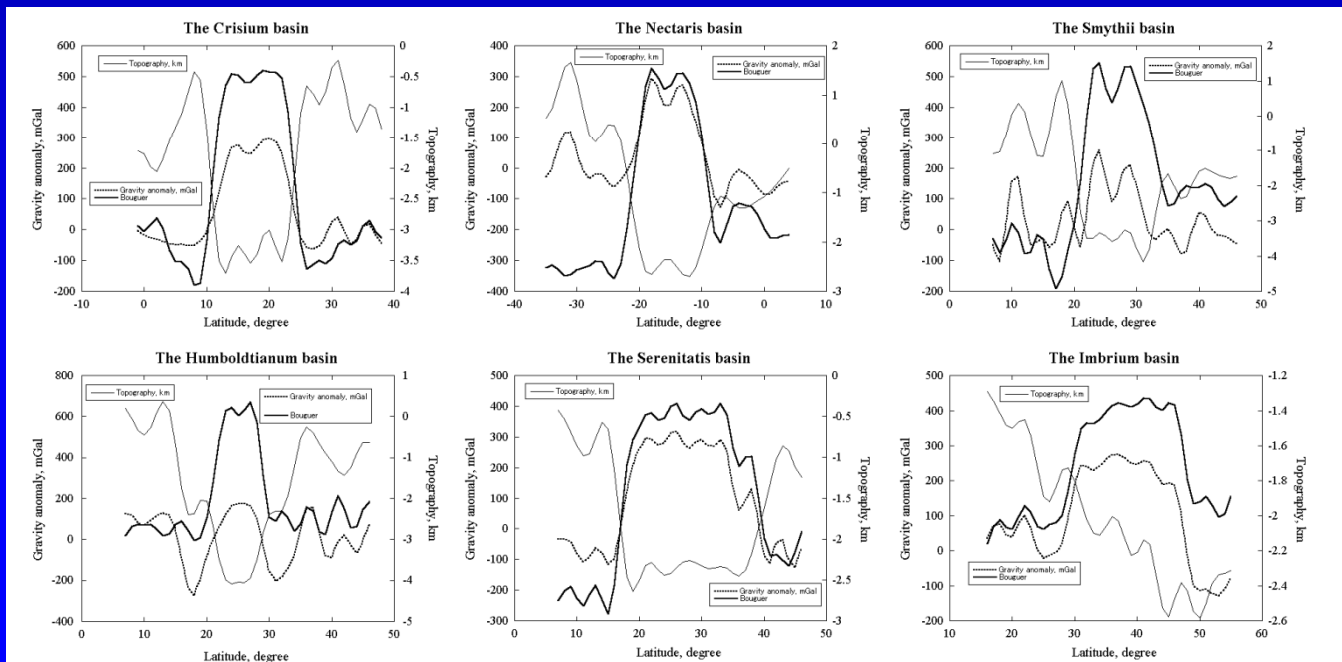 The Crisium basin
Topography, km
Gravity anomaly, mGal
Bouguer
Gravity anomaly, mGal
600
500
400
300
200
100
0
-100
-200
0
-0.5
-1
-1.5
-2
-2.5
-3
-3.5
-4
Topography, km
-10 0 10 20 30 40
Latitude, degree
The Nectaris basin
Topography, km
Gravity anomaly, mGal
Bouguer
Gravity anomaly, mGal
400
300
200
100
0
-100
-200
-300
-400
2
1
0
-1
-2
-3
Topography, km
-40 -30 -20 -10 0 10
Latitude, degree
The Smythii basin
Topography, km
Gravity anomaly, mGal
Bouguer
Gravity anomaly, mGal
600
500
400
300
200
100
0
-100
-200
2
1
0
-1
-2
-3
-4
-5
Topography, km
0 10 20 30 40 50 60
Latitude, degree
The Humboldtianum basin
Topography, km
Gravity anomaly, mGal
Bouguer
Gravity anomaly, mGal
800
600
400
200
0
-200
-400
1
0
-1
-2
-3
-4
-5
Topography, km
0 10 20 30 40 50
Latitude, degree
The Serenitatis basin
Topography, km
Gravity anomaly, mGal
Bouguer
Gravity anomaly, mGal
500
400
300
200
100
0
-100
-200
-300
0
-0.5
-1
-1.5
-2
-2.5
-3
Topography, km
0 10 20 30 40 50 60
Latitude, degree
The Imbrium basin
Topography, km
Gravity anomaly, mGal
Bouguer
Gravity anomaly, mGal
500
400
300
200
100
0
-100
-200
-1.2
-1.4
-1.6
-1.8
-2
-2.2
-2.4
-2.6
Topography, km
10 20 30 40 50 60
Latitude, degree